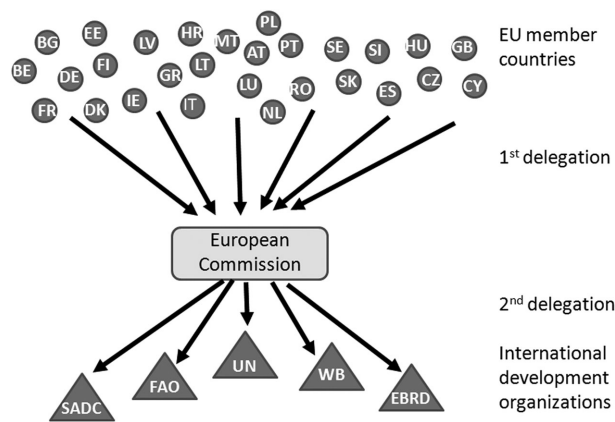 PL
EE
HR
BG
LV
MT
AT
PT
SE
SI
HU
GB
EU member
countries
BE
DE
FI
GR
LT
LU
RO
SK
ES
CZ
CY
FR
DK
IE
IT
NL
1st delegation
European
Commission
2nd delegation
International
development
organizations
UN
FAO
WB
SADC
EBRD